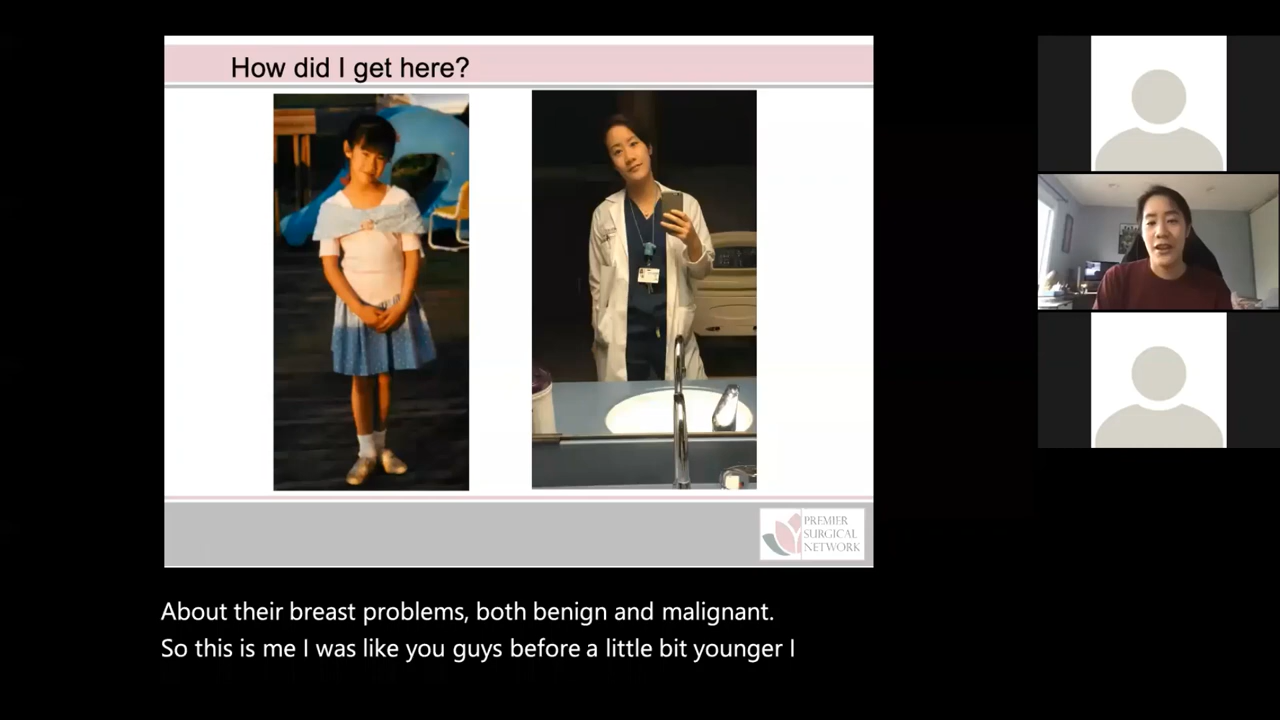 How did I get here?
PREMIER
SURGICAL
NETWORK
About their breast problems, both benign and malignant.
So this is me I was like you guys before a little bit younger I